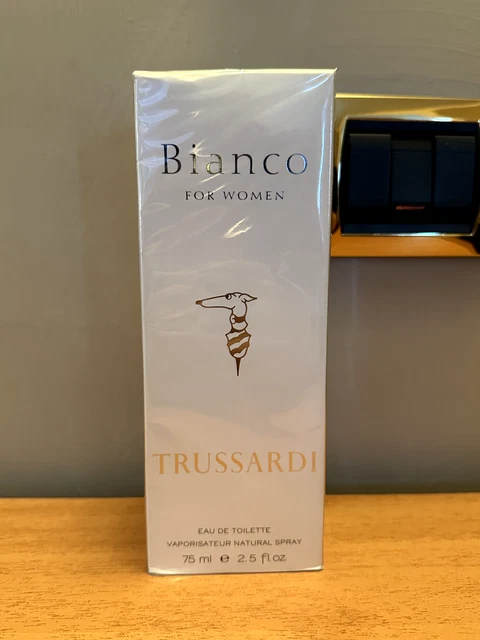 Bianco
FOR WOMEN
TRUSSARDI
EAU DE TOILETTE
VAPORISATEUR NATURAL SPRAY
75 ml ℮ 2.5 fl.oz